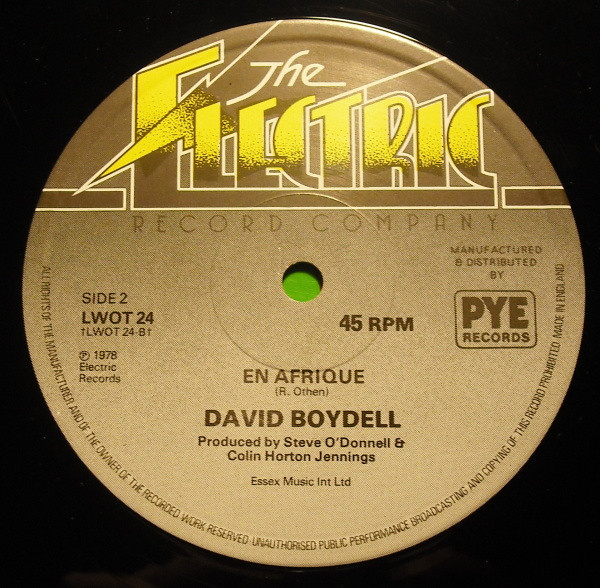 The
ELECTRIC
RECORD COMPANY
MANUFACTURED
& DISTRIBUTED
BY
PYE
RECORDS
SIDE 2
LWOT 24
†LWOT 24-B†
℗ 1978
Electric
Records
45 RPM
EN AFRIQUE
(R. Othen)
DAVID BOYDELL
Produced by Steve O'Donnell &
Colin Horton Jennings
Essex Music Int Ltd
ALL RIGHTS OF THE MANUFACTURER AND OF THE OWNER OF THE RECORDED WORK RESERVED·UNAUTHORISED PUBLIC PERFORMANCE BROADCASTING AND COPYING OF THIS RECORD PROHIBITED MADE IN ENGLAND